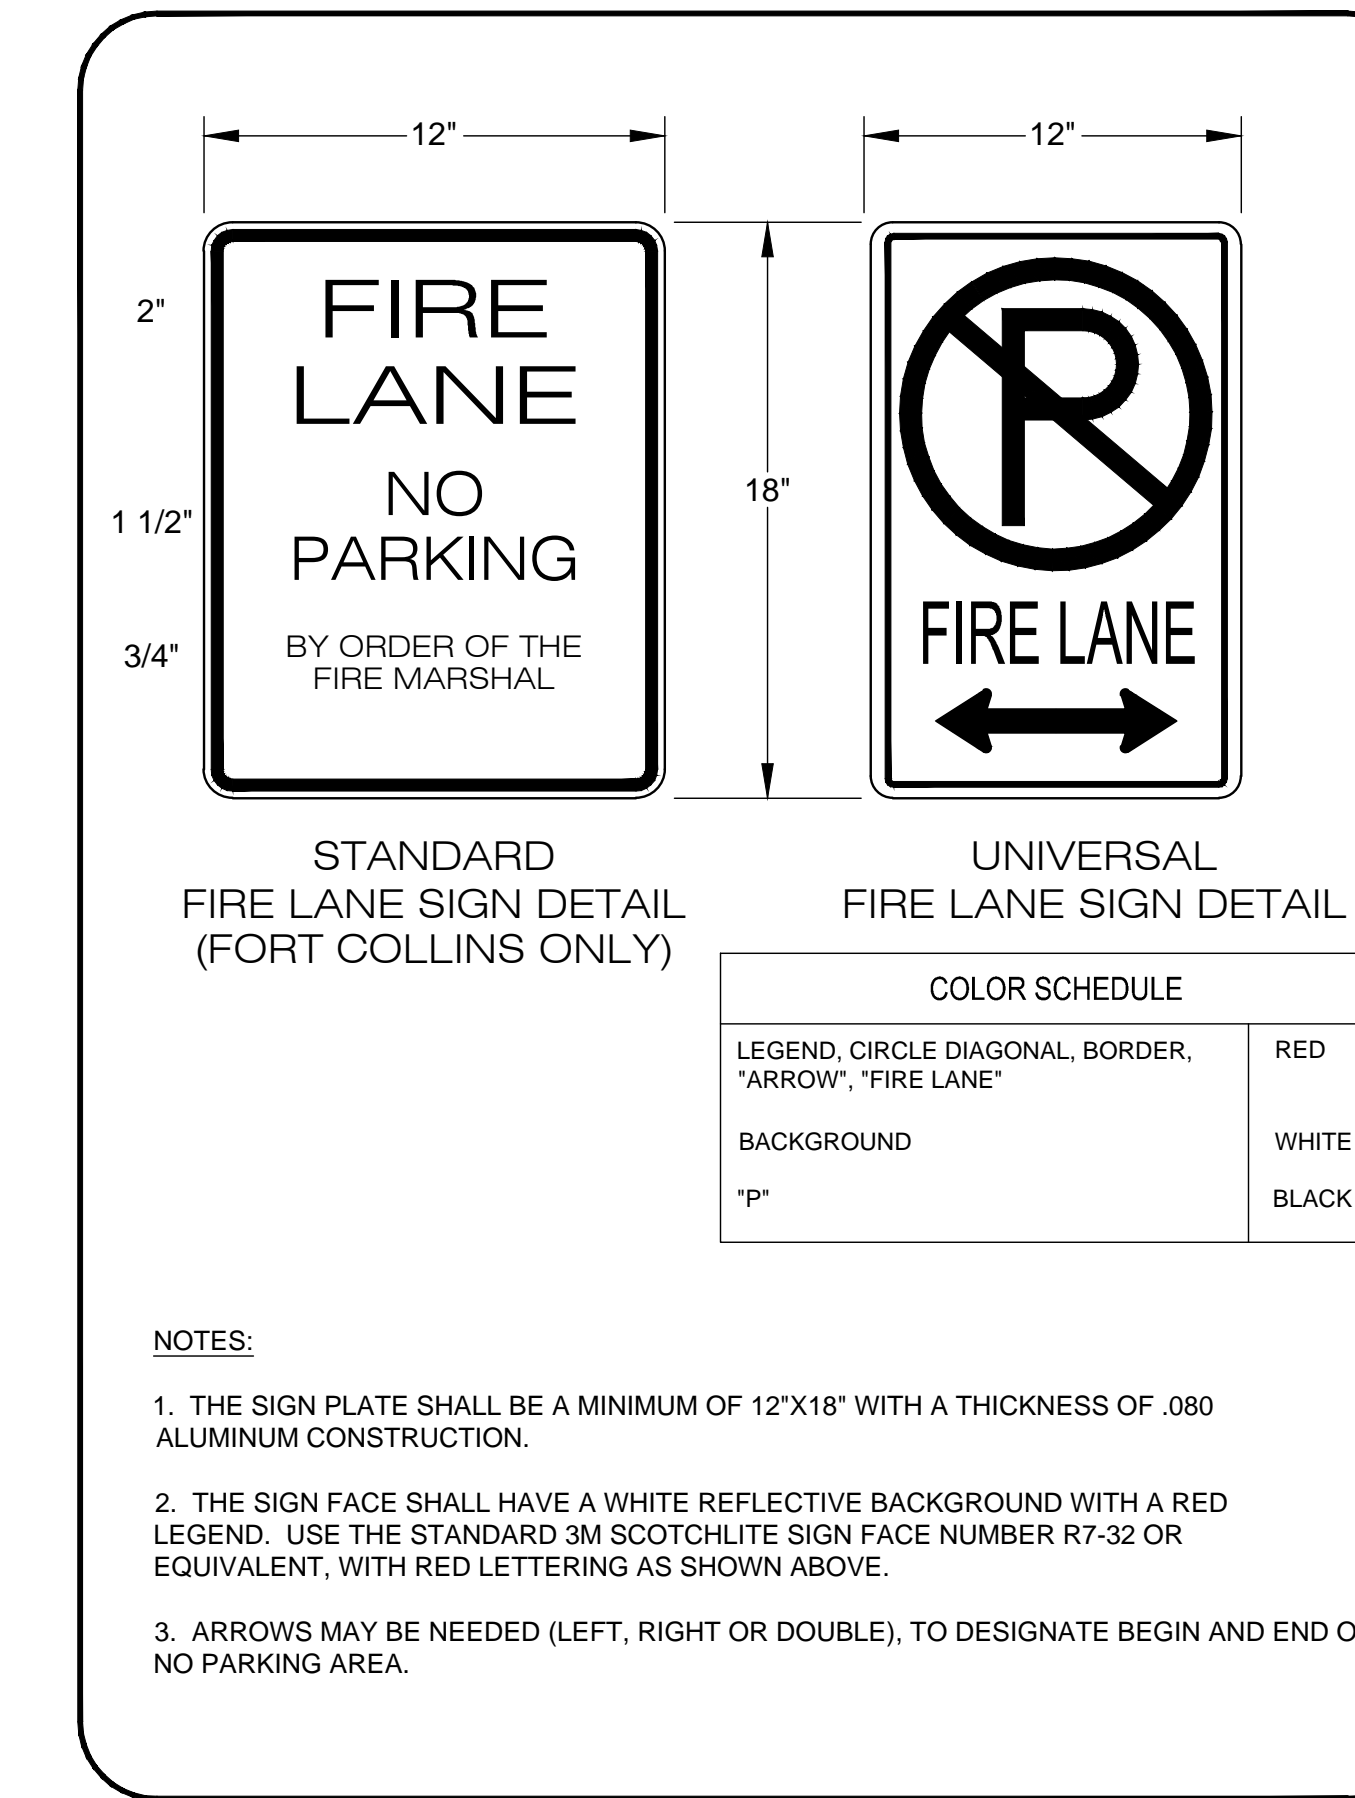 12"
12"
2"
FIRE
LANE
NO
PARKING
1 1/2"
BY ORDER OF THE
FIRE MARSHAL
3/4"
18"
P
FIRE LANE
STANDARD
FIRE LANE SIGN DETAIL
(FORT COLLINS ONLY)
UNIVERSAL
FIRE LANE SIGN DETAIL
COLOR SCHEDULE
LEGEND, CIRCLE DIAGONAL, BORDER,
"ARROW", "FIRE LANE"
RED
BACKGROUND
WHITE
"P"
BLACK
NOTES:
1. THE SIGN PLATE SHALL BE A MINIMUM OF 12"X18" WITH A THICKNESS OF .080
ALUMINUM CONSTRUCTION.
2. THE SIGN FACE SHALL HAVE A WHITE REFLECTIVE BACKGROUND WITH A RED
LEGEND. USE THE STANDARD 3M SCOTCHLITE SIGN FACE NUMBER R7-32 OR
EQUIVALENT, WITH RED LETTERING AS SHOWN ABOVE.
3. ARROWS MAY BE NEEDED (LEFT, RIGHT OR DOUBLE), TO DESIGNATE BEGIN AND END
NO PARKING AREA.